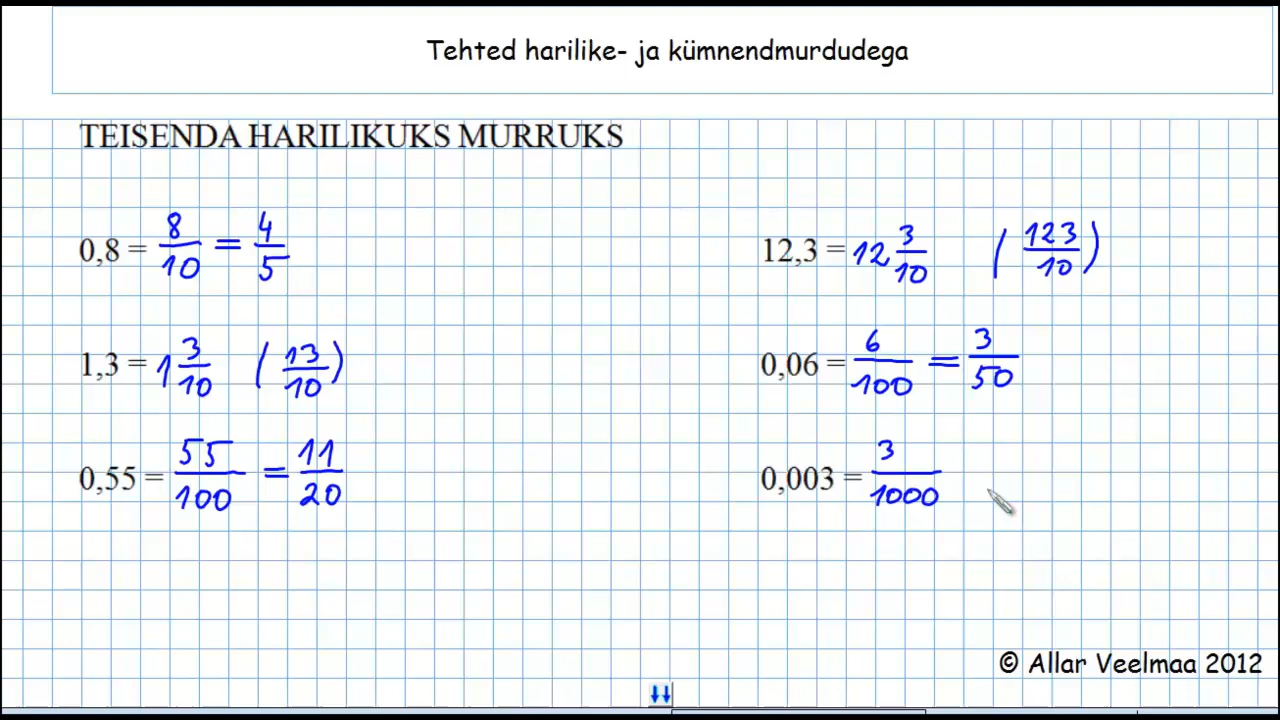 Tehted harilike- ja kümnendmurdudega
TEISENDA HARILIKUKS MURRUKS
0,8 = 8/10 = 4/5
1,3 = 1 3/10 (13/10)
0,55 = 55/100 = 11/20
12,3 = 12 3/10 (123/10)
0,06 = 6/100 = 3/50
0,003 = 3/1000
© Allar Veelmaa 2012